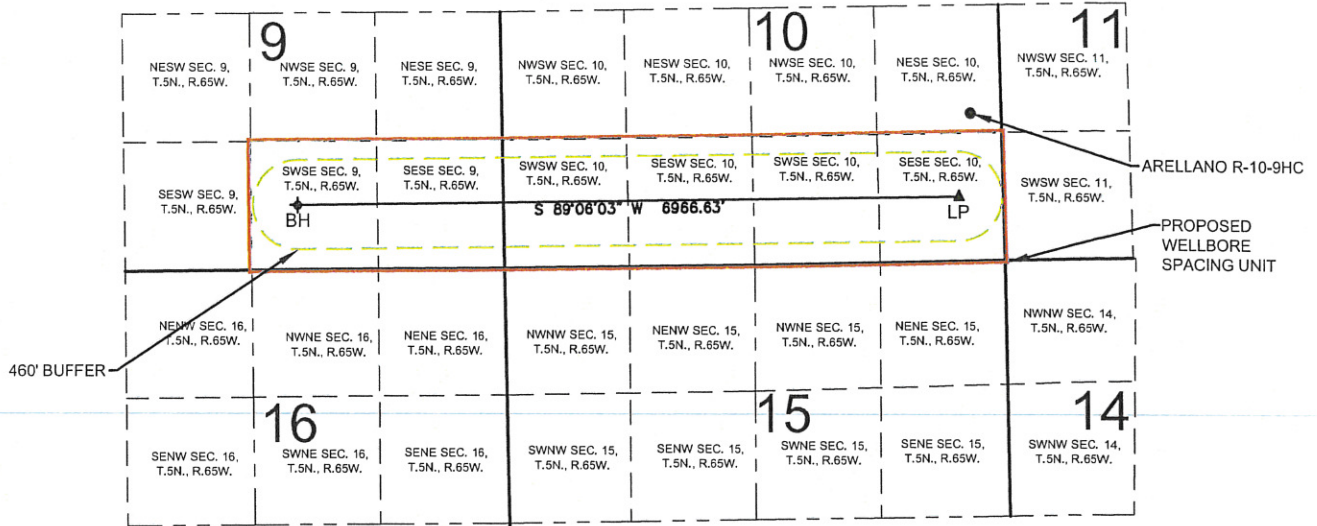 9
10
11
NESW SEC. 9,
T.5N., R.65W.
NWSE SEC. 9,
T.5N., R.65W.
NESE SEC. 9,
T.5N., R.65W.
NWSW SEC. 10,
T.5N., R.65W.
NESW SEC. 10,
T.5N., R.65W.
NWSE SEC. 10,
T.5N., R.65W.
NESE SEC. 10,
T.5N., R.65W.
NWSW SEC. 11,
T.5N., R.65W.
ARELLANO R-10-9HC
SESW SEC. 9,
T.5N., R.65W.
SWSE SEC. 9,
T.5N., R.65W.
SESE SEC. 9,
T.5N., R.65W.
SWSW SEC. 10,
T.5N., R.65W.
SESW SEC. 10,
T.5N., R.65W.
SWSE SEC. 10,
T.5N., R.65W.
SESE SEC. 10,
T.5N., R.65W.
SWSW SEC. 11,
T.5N., R.65W.
BH
S 89°06'03" W 6966.63'
LP
PROPOSED
WELLBORE
SPACING UNIT
NENW SEC. 16,
T.5N., R.65W.
NWNE SEC. 16,
T.5N., R.65W.
NENE SEC. 16,
T.5N., R.65W.
NWNW SEC. 15,
T.5N., R.65W.
NENW SEC. 15,
T.5N., R.65W.
NWNE SEC. 15,
T.5N., R.65W.
NENE SEC. 15,
T.5N., R.65W.
NWNW SEC. 14,
T.5N., R.65W.
460' BUFFER
16
15
14
SENW SEC. 16,
T.5N., R.65W.
SWNE SEC. 16,
T.5N., R.65W.
SENE SEC. 16,
T.5N., R.65W.
SWNW SEC. 15,
T.5N., R.65W.
SENW SEC. 15,
T.5N., R.65W.
SWNE SEC. 15,
T.5N., R.65W.
SENE SEC. 15,
T.5N., R.65W.
SWNW SEC. 14,
T.5N., R.65W.